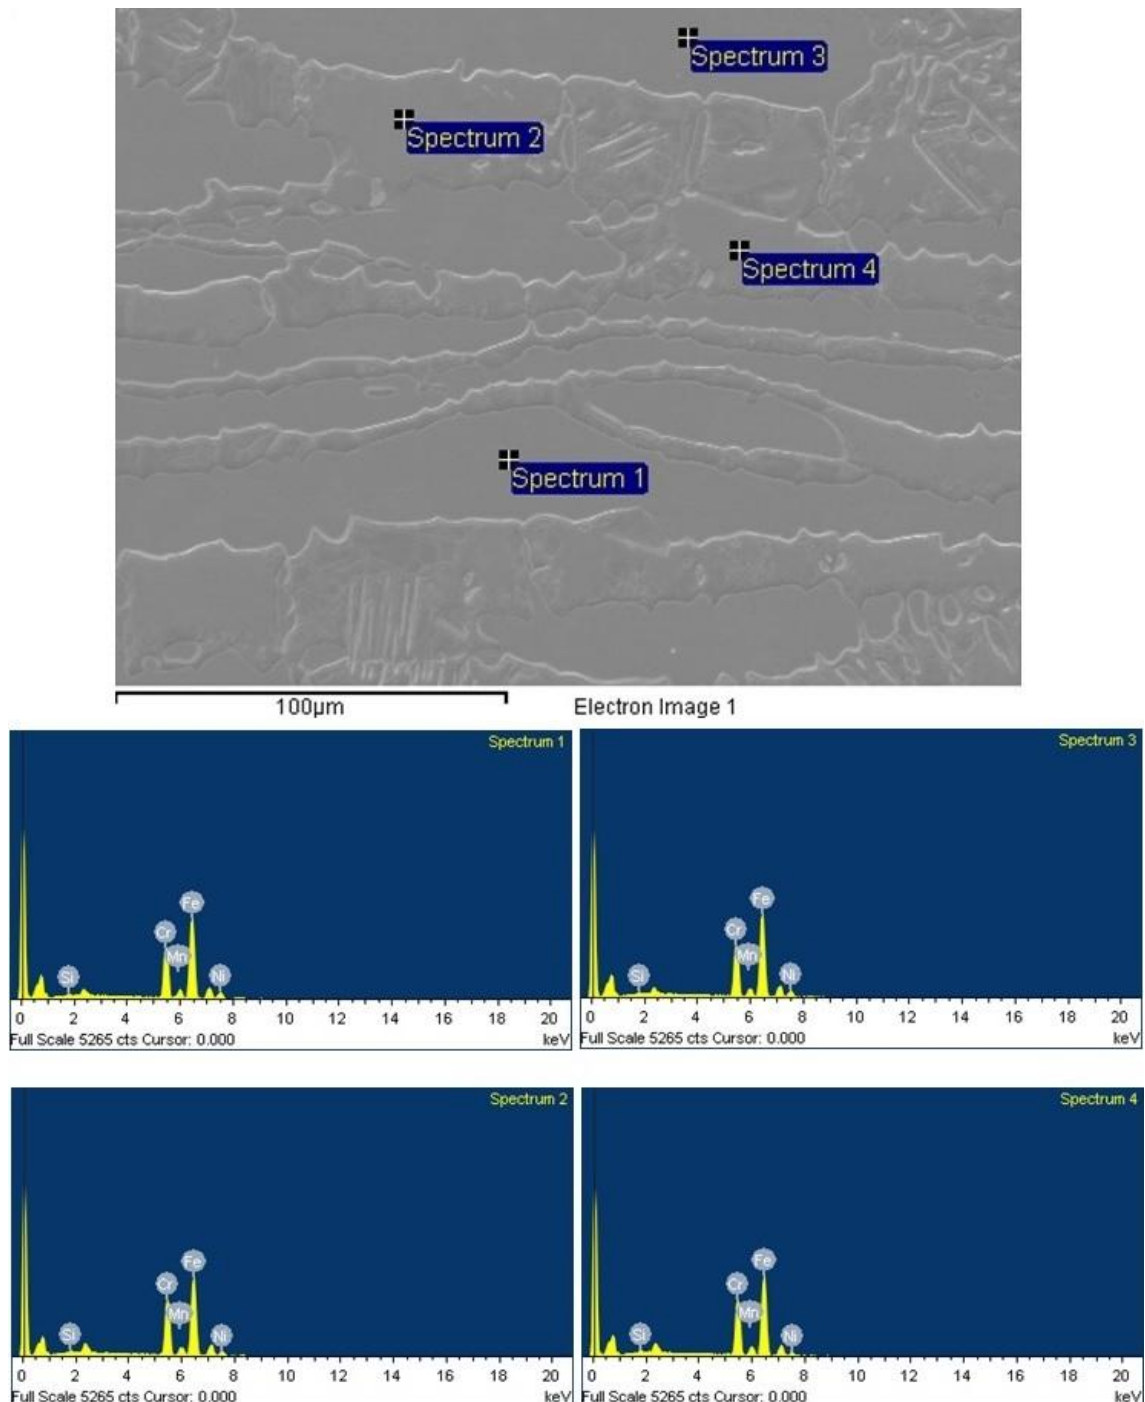 Spectrum 3
Spectrum 2
Spectrum 4
Spectrum 1
100µm Electron Image 1
Spectrum 1
Fe
Cr
Mn
Si Ni
0 2 4 6 8 10 12 14 16 18 20
Full Scale 5265 cts Cursor: 0.000 keV
Spectrum 3
Fe
Cr
Mn
Si Ni
0 2 4 6 8 10 12 14 16 18 20
Full Scale 5265 cts Cursor: 0.000 keV
Spectrum 2
Fe
Cr
Mn
Si Ni
0 2 4 6 8 10 12 14 16 18 20
Full Scale 5265 cts Cursor: 0.000 keV
Spectrum 4
Fe
Cr
Mn
Si Ni
0 2 4 6 8 10 12 14 16 18 20
Full Scale 5265 cts Cursor: 0.000 keV